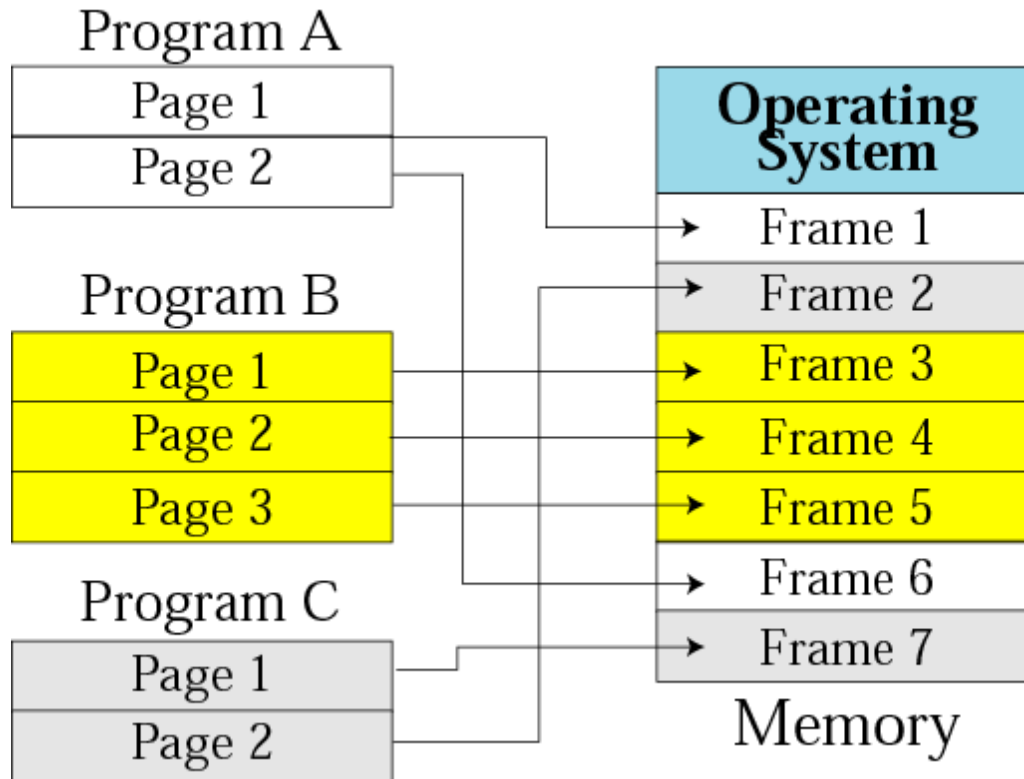 Program A
Page 1
Page 2
Program B
Page 1
Page 2
Page 3
Program C
Page 1
Page 2
Operating
System
Frame 1
Frame 2
Frame 3
Frame 4
Frame 5
Frame 6
Frame 7
Memory